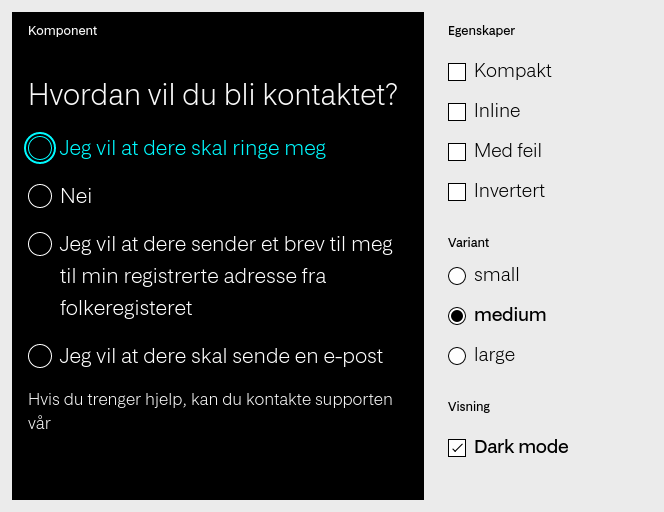 Komponent
Hvordan vil du bli kontaktet?
Jeg vil at dere skal ringe meg
Nei
Jeg vil at dere sender et brev til meg
til min registrerte adresse fra
folkeregisteret
Jeg vil at dere skal sende en e-post
Hvis du trenger hjelp, kan du kontakte supporten
vår
Egenskaper
Kompakt
Inline
Med feil
Invertert
Variant
small
medium
large
Visning
Dark mode